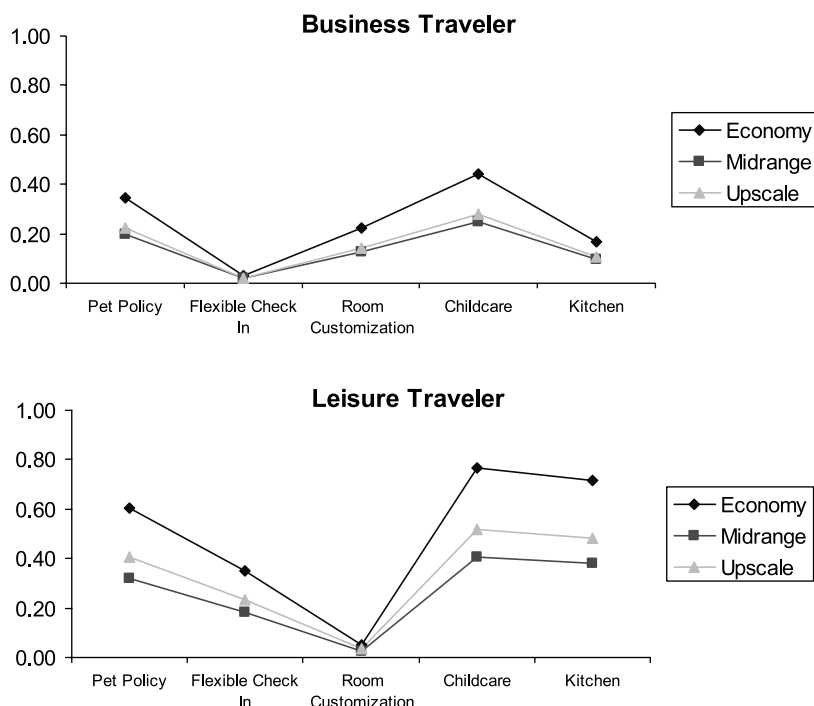 Business Traveler
1.00
0.80
0.60
0.40
0.20
0.00
Pet Policy
Flexible Check
In
Room
Customization
Childcare
Kitchen
Economy
Midrange
Upscale
Leisure Traveler
1.00
0.80
0.60
0.40
0.20
0.00
Pet Policy
Flexible Check
In
Room
Customization
Childcare
Kitchen
Economy
Midrange
Upscale